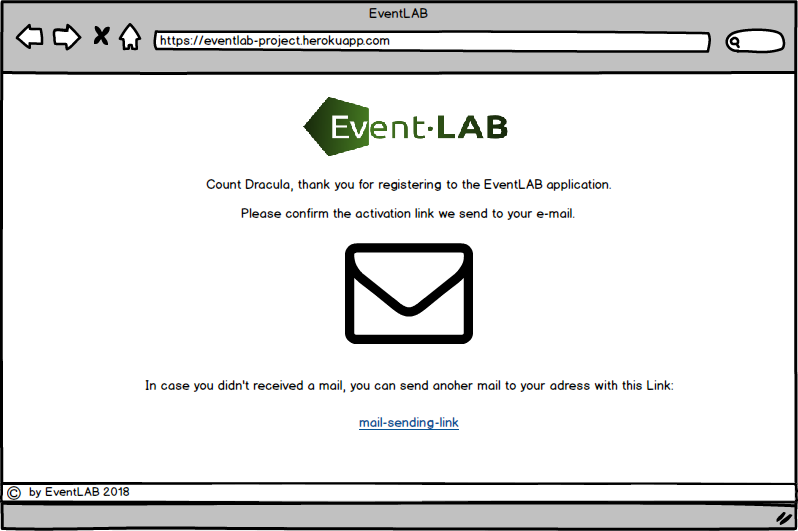 EventLAB
https://eventlab-project.herokuapp.com
Event·LAB
Count Dracula, thank you for registering to the EventLAB application.
Please confirm the activation link we send to your e-mail.
In case you didn't received a mail, you can send anoher mail to your adress with this Link:
mail-sending-link
© by EventLAB 2018